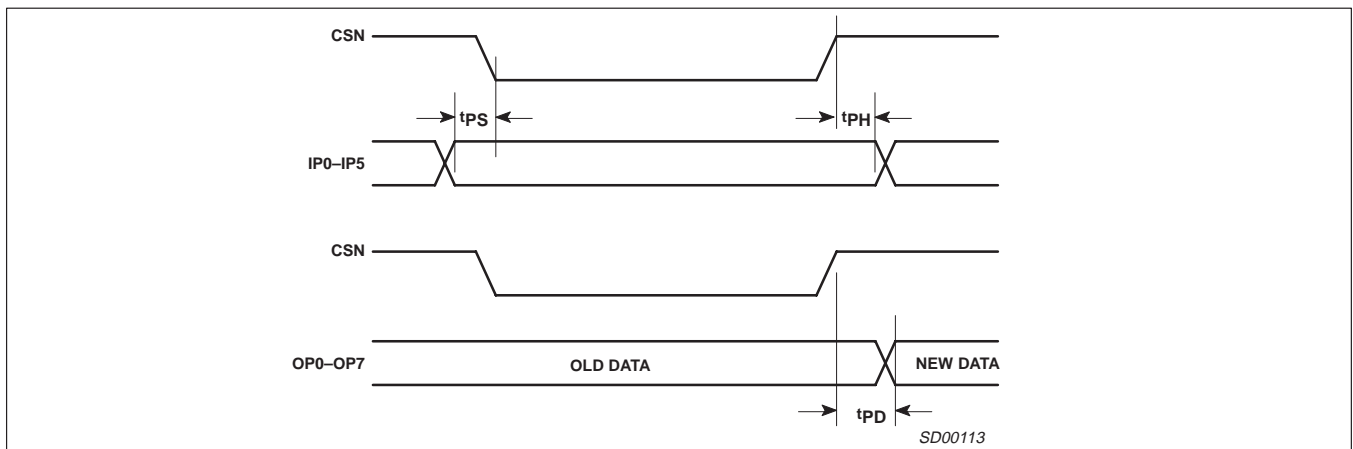 CSN
tPS
tPH
IP0–IP5
CSN
OP0–OP7
OLD DATA
NEW DATA
tPD
SD00113